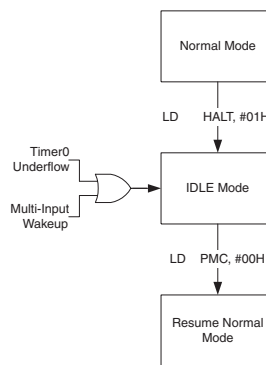 Normal Mode
LD HALT, #01H
Timer0
Underflow
IDLE Mode
Multi-Input
Wakeup
LD PMC, #00H
Resume Normal
Mode